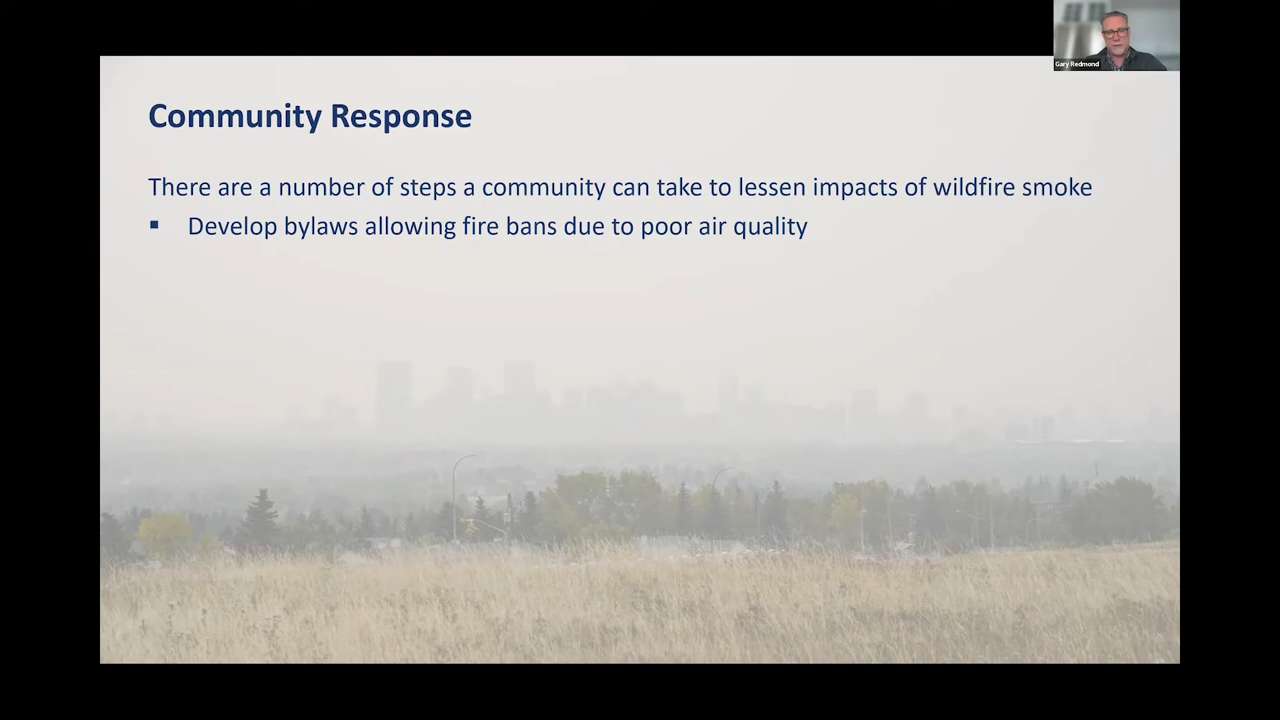 Gary Redmond
Community Response
There are a number of steps a community can take to lessen impacts of wildfire smoke
▪ Develop bylaws allowing fire bans due to poor air quality